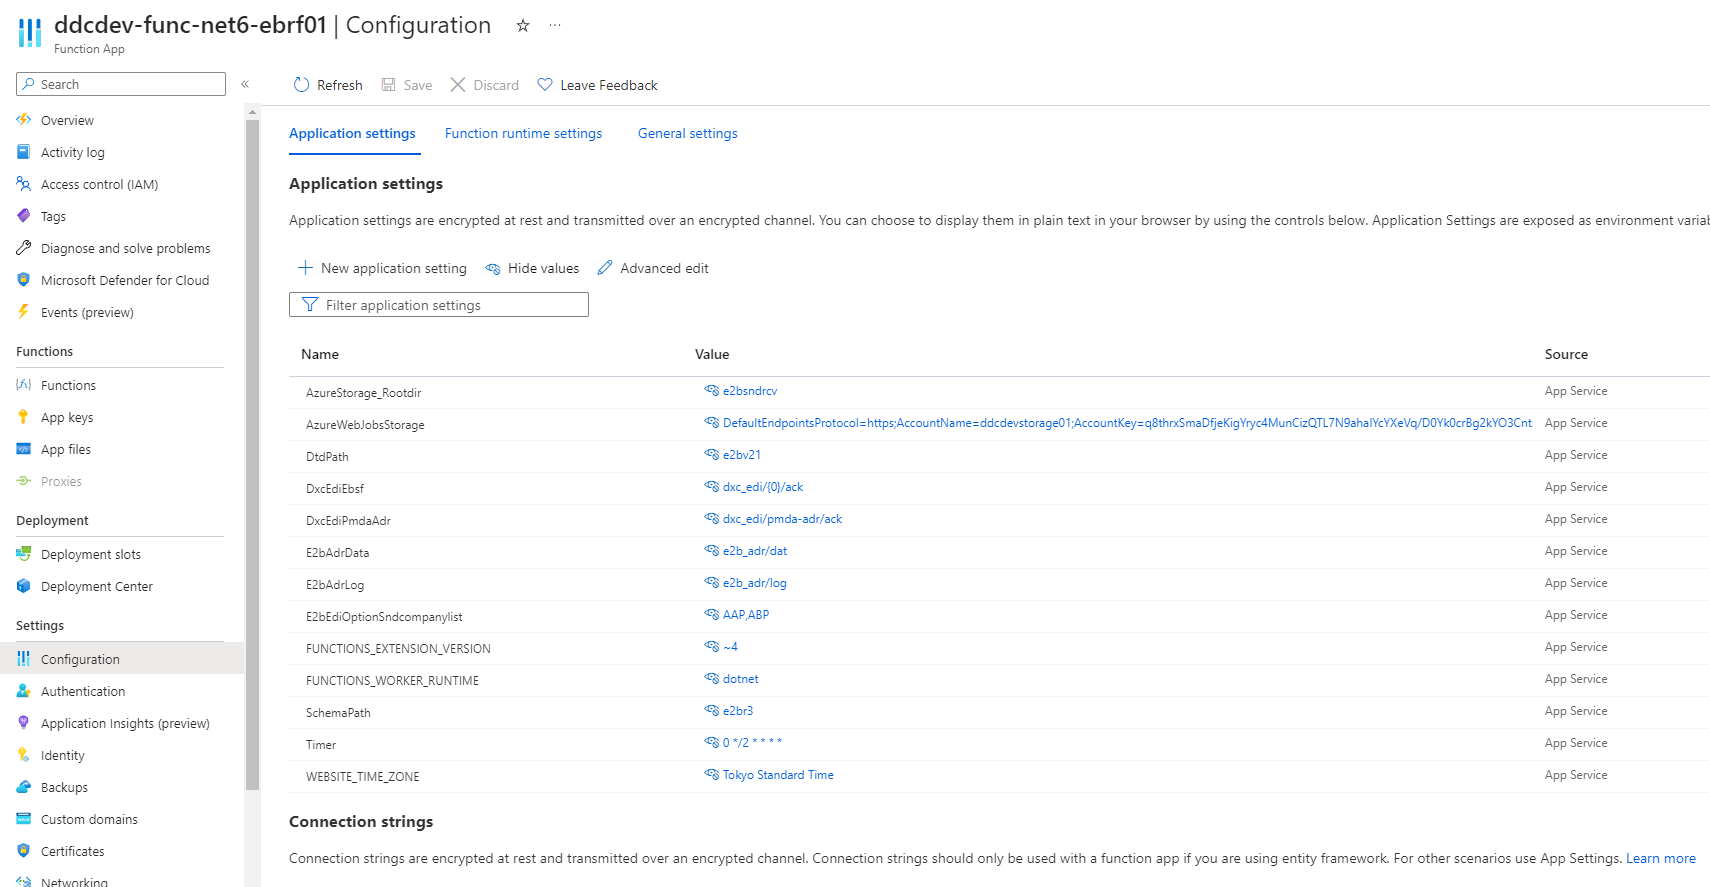 ddcdev-func-net6-ebrf01 | Configuration
Function App
Search
Refresh
Save
Discard
Leave Feedback
Overview
Activity log
Access control (IAM)
Tags
Diagnose and solve problems
Microsoft Defender for Cloud
Events (preview)
Functions
Functions
App keys
App files
Proxies
Deployment
Deployment slots
Deployment Center
Settings
Configuration
Authentication
Application Insights (preview)
Identity
Backups
Custom domains
Certificates
Networking
Application settings
Function runtime settings
General settings
Application settings
Application settings are encrypted at rest and transmitted over an encrypted channel. You can choose to display them in plain text in your browser by using the controls below. Application Settings are exposed as environment variab
New application setting
Hide values
Advanced edit
Filter application settings
Name Value Source
AzureStorage_Rootdir e2bsndrcv App Service
AzureWebJobsStorage DefaultEndpointsProtocol=https;AccountName=ddcdevstorage01;AccountKey= App Service
DtdPath e2bv21 App Service
DxcEdiEbsf dxc_edi/{0}/ack App Service
DxcEdiPmdaAdr dxc_edi/pmda-adr/ack App Service
E2bAdrData e2b_adr/dat App Service
E2bAdrLog e2b_adr/log App Service
E2bEdiOptionSndcompanylist AAP,ABP App Service
FUNCTIONS_EXTENSION_VERSION ~4 App Service
FUNCTIONS_WORKER_RUNTIME dotnet App Service
SchemaPath e2br3 App Service
Timer 0 */2 * * * * App Service
WEBSITE_TIME_ZONE Tokyo Standard Time App Service
Connection strings
Connection strings are encrypted at rest and transmitted over an encrypted channel. Connection strings should only be used with a function app if you are using entity framework. For other scenarios use App Settings. Learn more